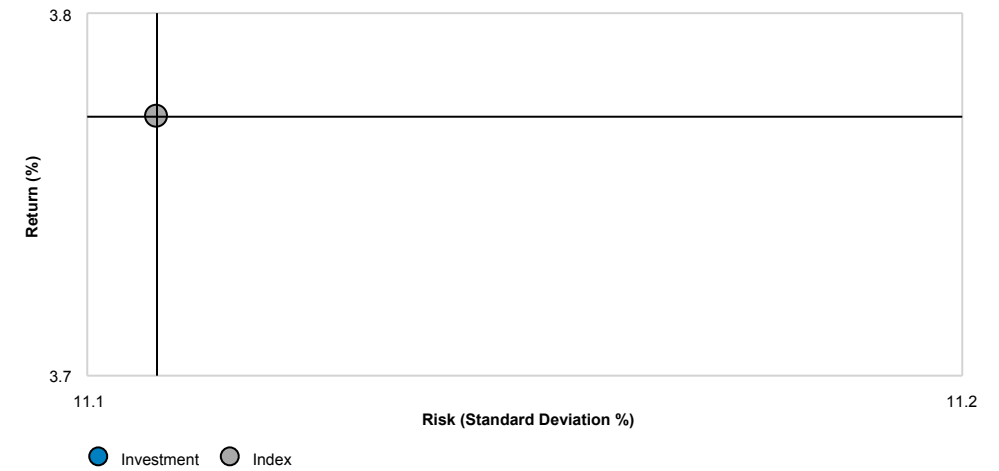 3.8
Return (%)
3.7
11.1
11.2
Risk (Standard Deviation %)
Investment Index